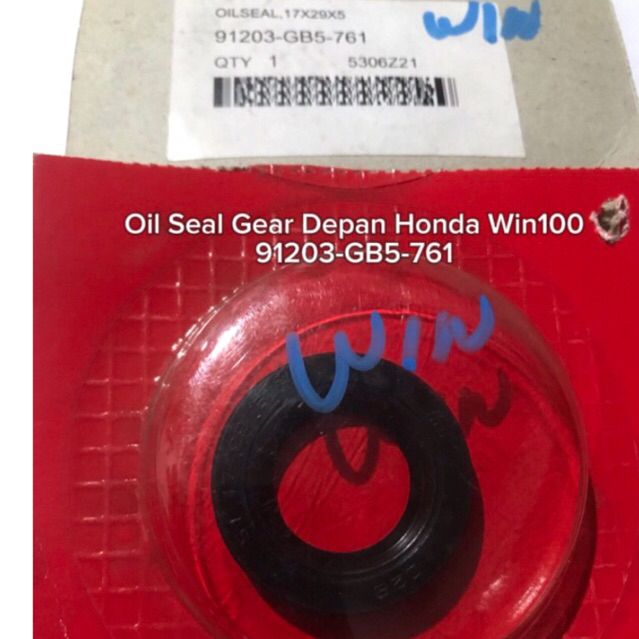 OILSEAL,17X29X5
WIN
91203-GB5-761
QTY 1 5306Z21
Oil Seal Gear Depan Honda Win100
91203-GB5-761
WIN